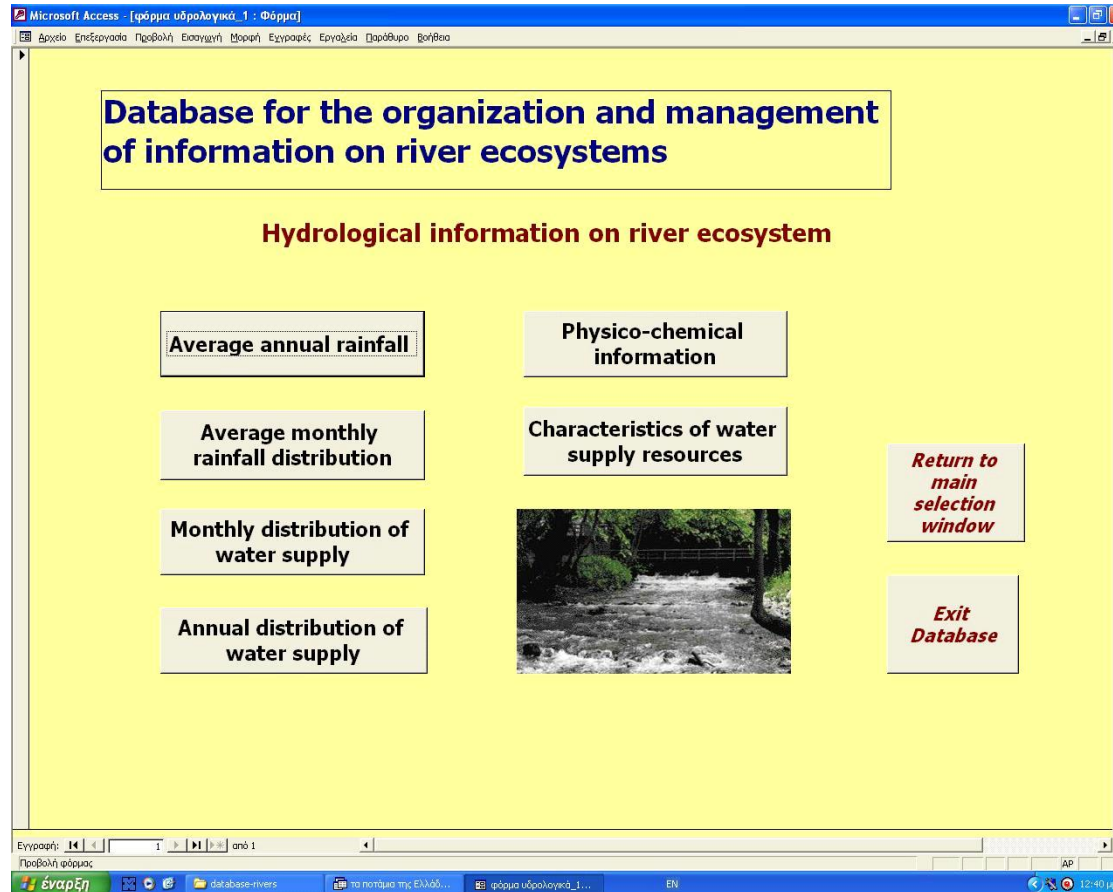 Microsoft Access - [φόρμα υδρολογικά_1 : Φόρμα]
Αρχείο Επεξεργασία Προβολή Εισαγωγή Μορφή Εγγραφές Εργαλεία Παράθυρο Βοήθεια
Database for the organization and management
of information on river ecosystems
Hydrological information on river ecosystem
Average annual rainfall
Physico-chemical
information
Average monthly
rainfall distribution
Characteristics of water
supply resources
Return to
main
selection
window
Monthly distribution of
water supply
Annual distribution of
water supply
Exit
Database
Εγγραφή: 1 από 1
Προβολή φόρμας
AP
έναρξη
database-rivers
τα ποτάμια της Ελλάδ...
φόρμα υδρολογικά_1...
EN
12:40 μμ